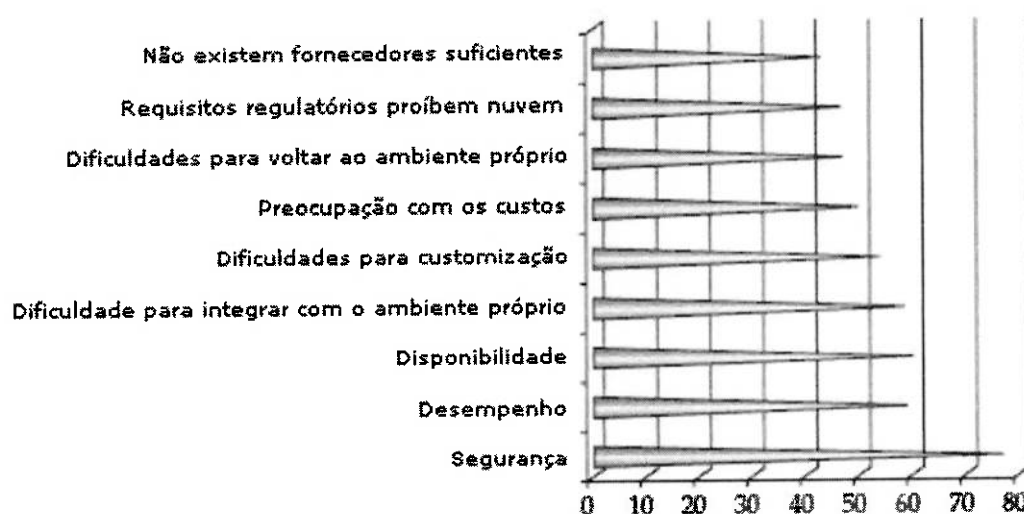 Não existem fornecedores suficientes
Requisitos regulatórios proíbem nuvem
Dificuldades para voltar ao ambiente próprio
Preocupação com os custos
Dificuldades para customização
Dificuldade para integrar com o ambiente próprio
Disponibilidade
Desempenho
Segurança
0 10 20 30 40 50 60 70 80